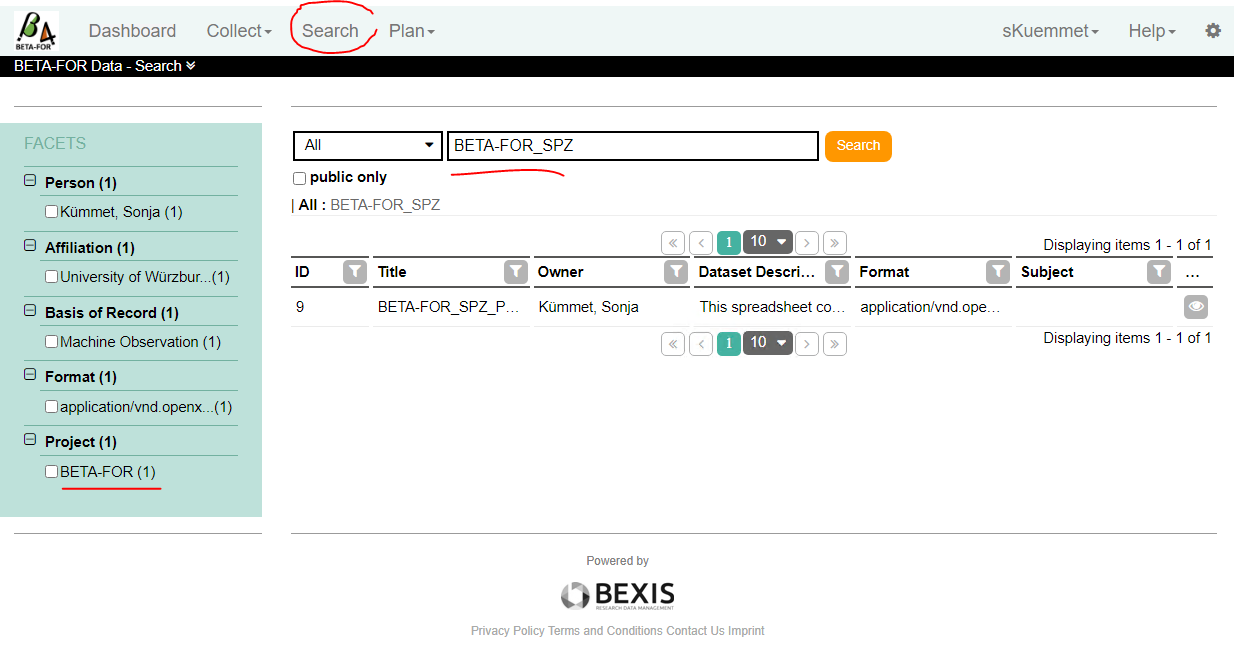 BETA-FOR
Dashboard Collect Search Plan sKuemmet Help
BETA-FOR Data - Search
FACETS
Person (1)
Kümmet, Sonja (1)
Affiliation (1)
University of Würzbur...(1)
Basis of Record (1)
Machine Observation (1)
Format (1)
application/vnd.openx...(1)
Project (1)
BETA-FOR (1)
All BETA-FOR_SPZ Search
public only
| All : BETA-FOR_SPZ
« ‹ 1 10 › » Displaying items 1 - 1 of 1
ID Title Owner Dataset Descri... Format Subject ...
9 BETA-FOR_SPZ_P... Kümmet, Sonja This spreadsheet co... application/vnd.ope...
« ‹ 1 10 › » Displaying items 1 - 1 of 1
Powered by
BEXIS
RESEARCH DATA MANAGEMENT
Privacy Policy Terms and Conditions Contact Us Imprint